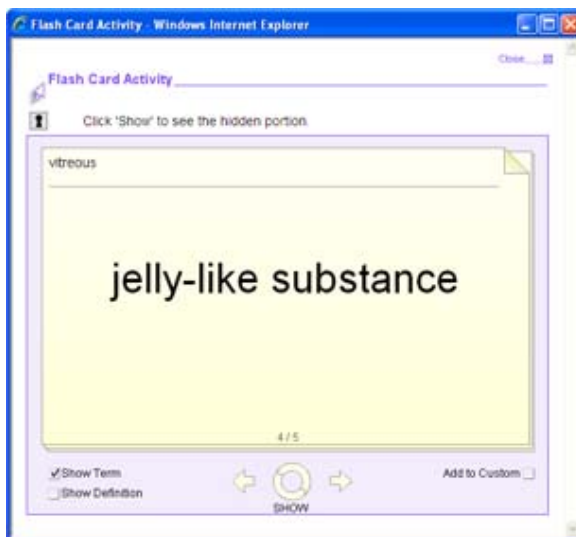 Flash Card Activity - Windows Internet Explorer
Close
Flash Card Activity
Click 'Show' to see the hidden portion.
vitreous
jelly-like substance
4 / 5
Show Term
Show Definition
SHOW
Add to Custom